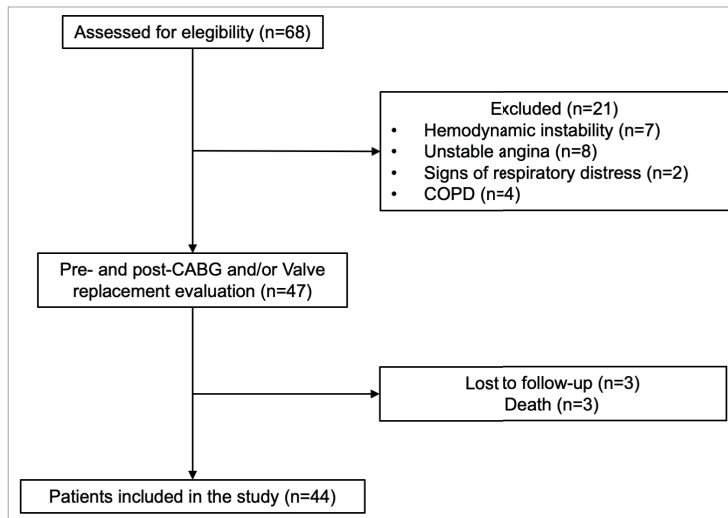 Assessed for elegibility (n=68)
Excluded (n=21)
• Hemodynamic instability (n=7)
• Unstable angina (n=8)
• Signs of respiratory distress (n=2)
• COPD (n=4)
Pre- and post-CABG and/or Valve
replacement evaluation (n=47)
Lost to follow-up (n=3)
Death (n=3)
Patients included in the study (n=44)